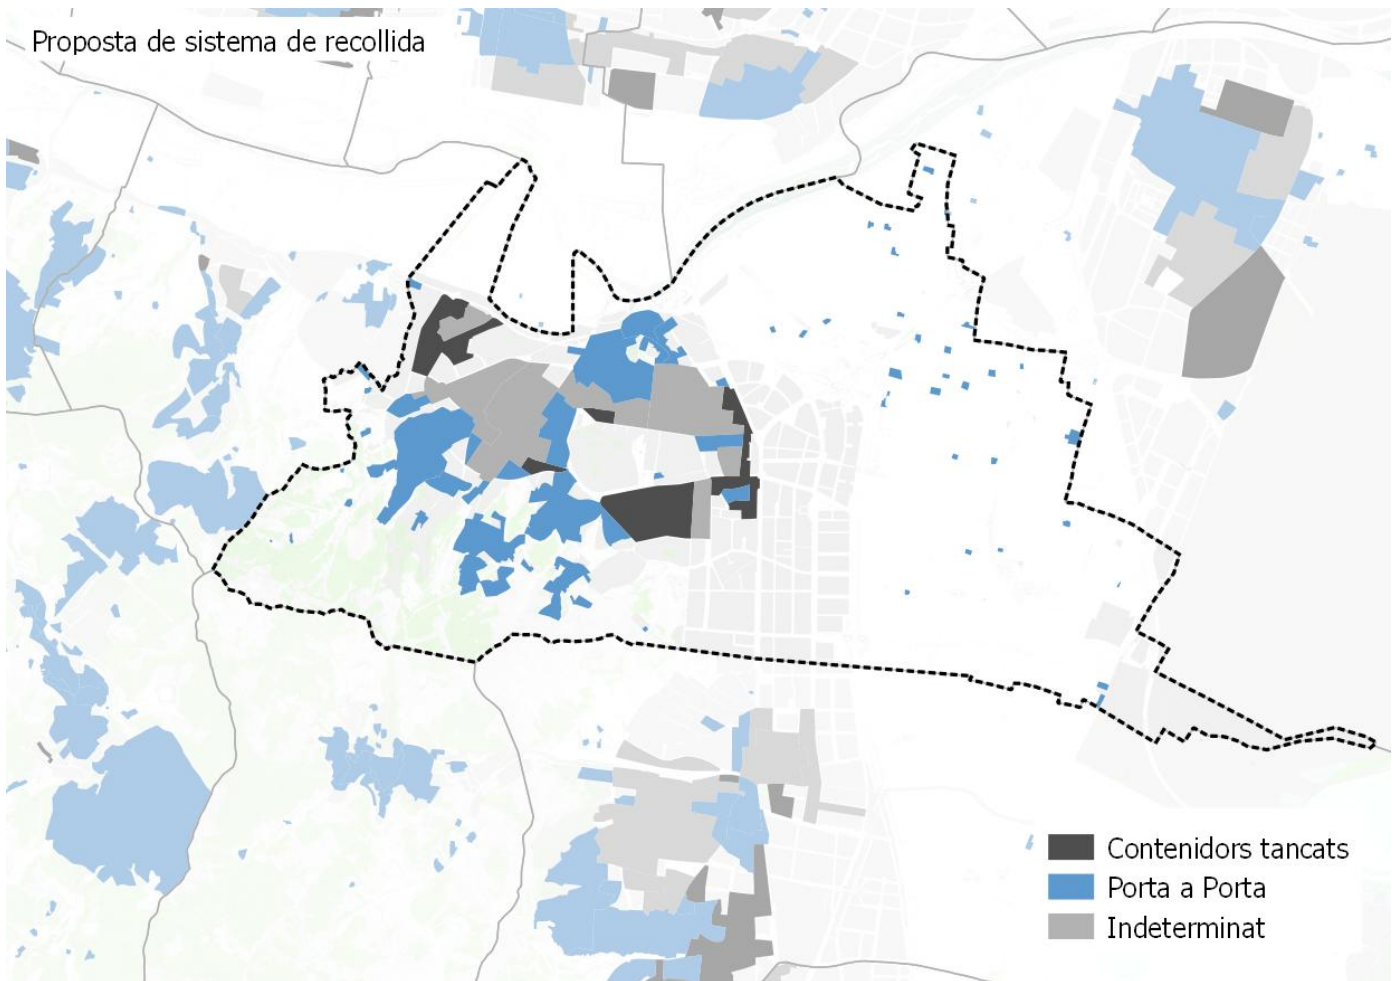 Proposta de sistema de recollida
Contenidors tancats
Porta a Porta
Indeterminat